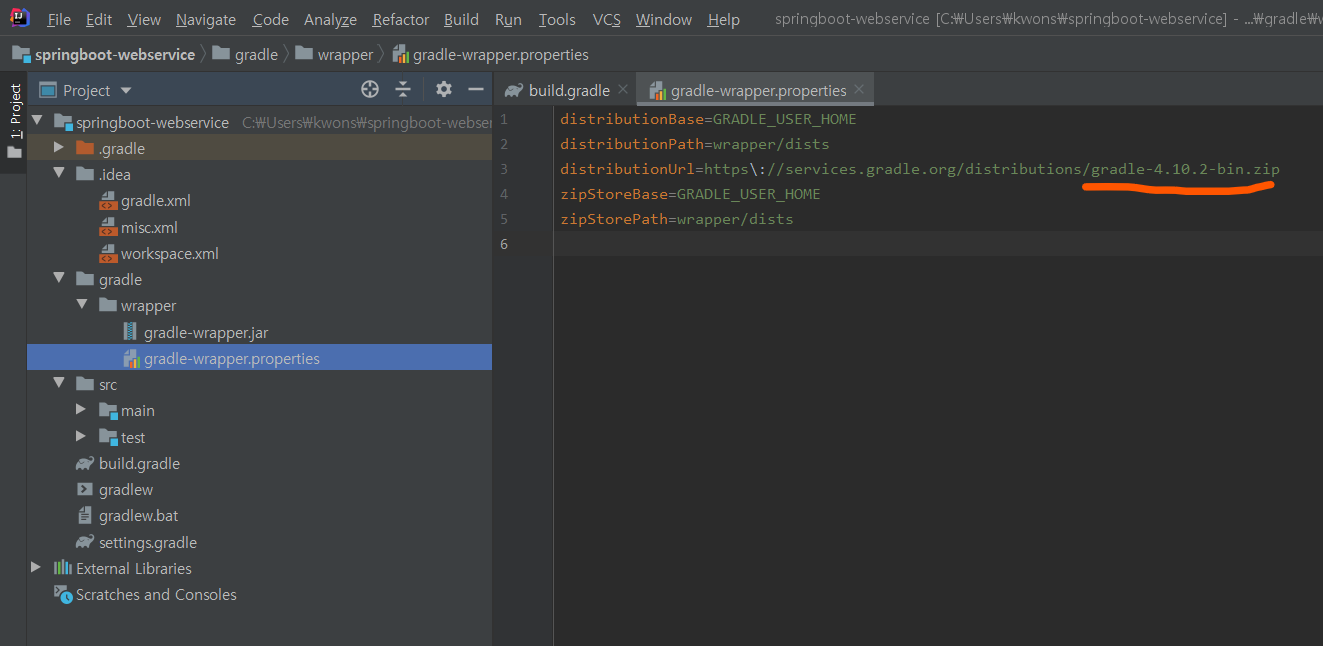 File Edit View Navigate Code Analyze Refactor Build Run Tools VCS Window Help springboot-webservice [C:₩Users₩kwons₩springboot-webservice] - ...₩gradle₩w
springboot-webservice gradle wrapper gradle-wrapper.properties
1: Project
Project
build.gradle gradle-wrapper.properties
springboot-webservice C:₩Users₩kwons₩springboot-webser
.gradle
.idea
gradle.xml
misc.xml
workspace.xml
gradle
wrapper
gradle-wrapper.jar
gradle-wrapper.properties
src
main
test
build.gradle
gradlew
gradlew.bat
settings.gradle
External Libraries
Scratches and Consoles
1 distributionBase=GRADLE_USER_HOME
2 distributionPath=wrapper/dists
3 distributionUrl=https\://services.gradle.org/distributions/gradle-4.10.2-bin.zip
4 zipStoreBase=GRADLE_USER_HOME
5 zipStorePath=wrapper/dists
6